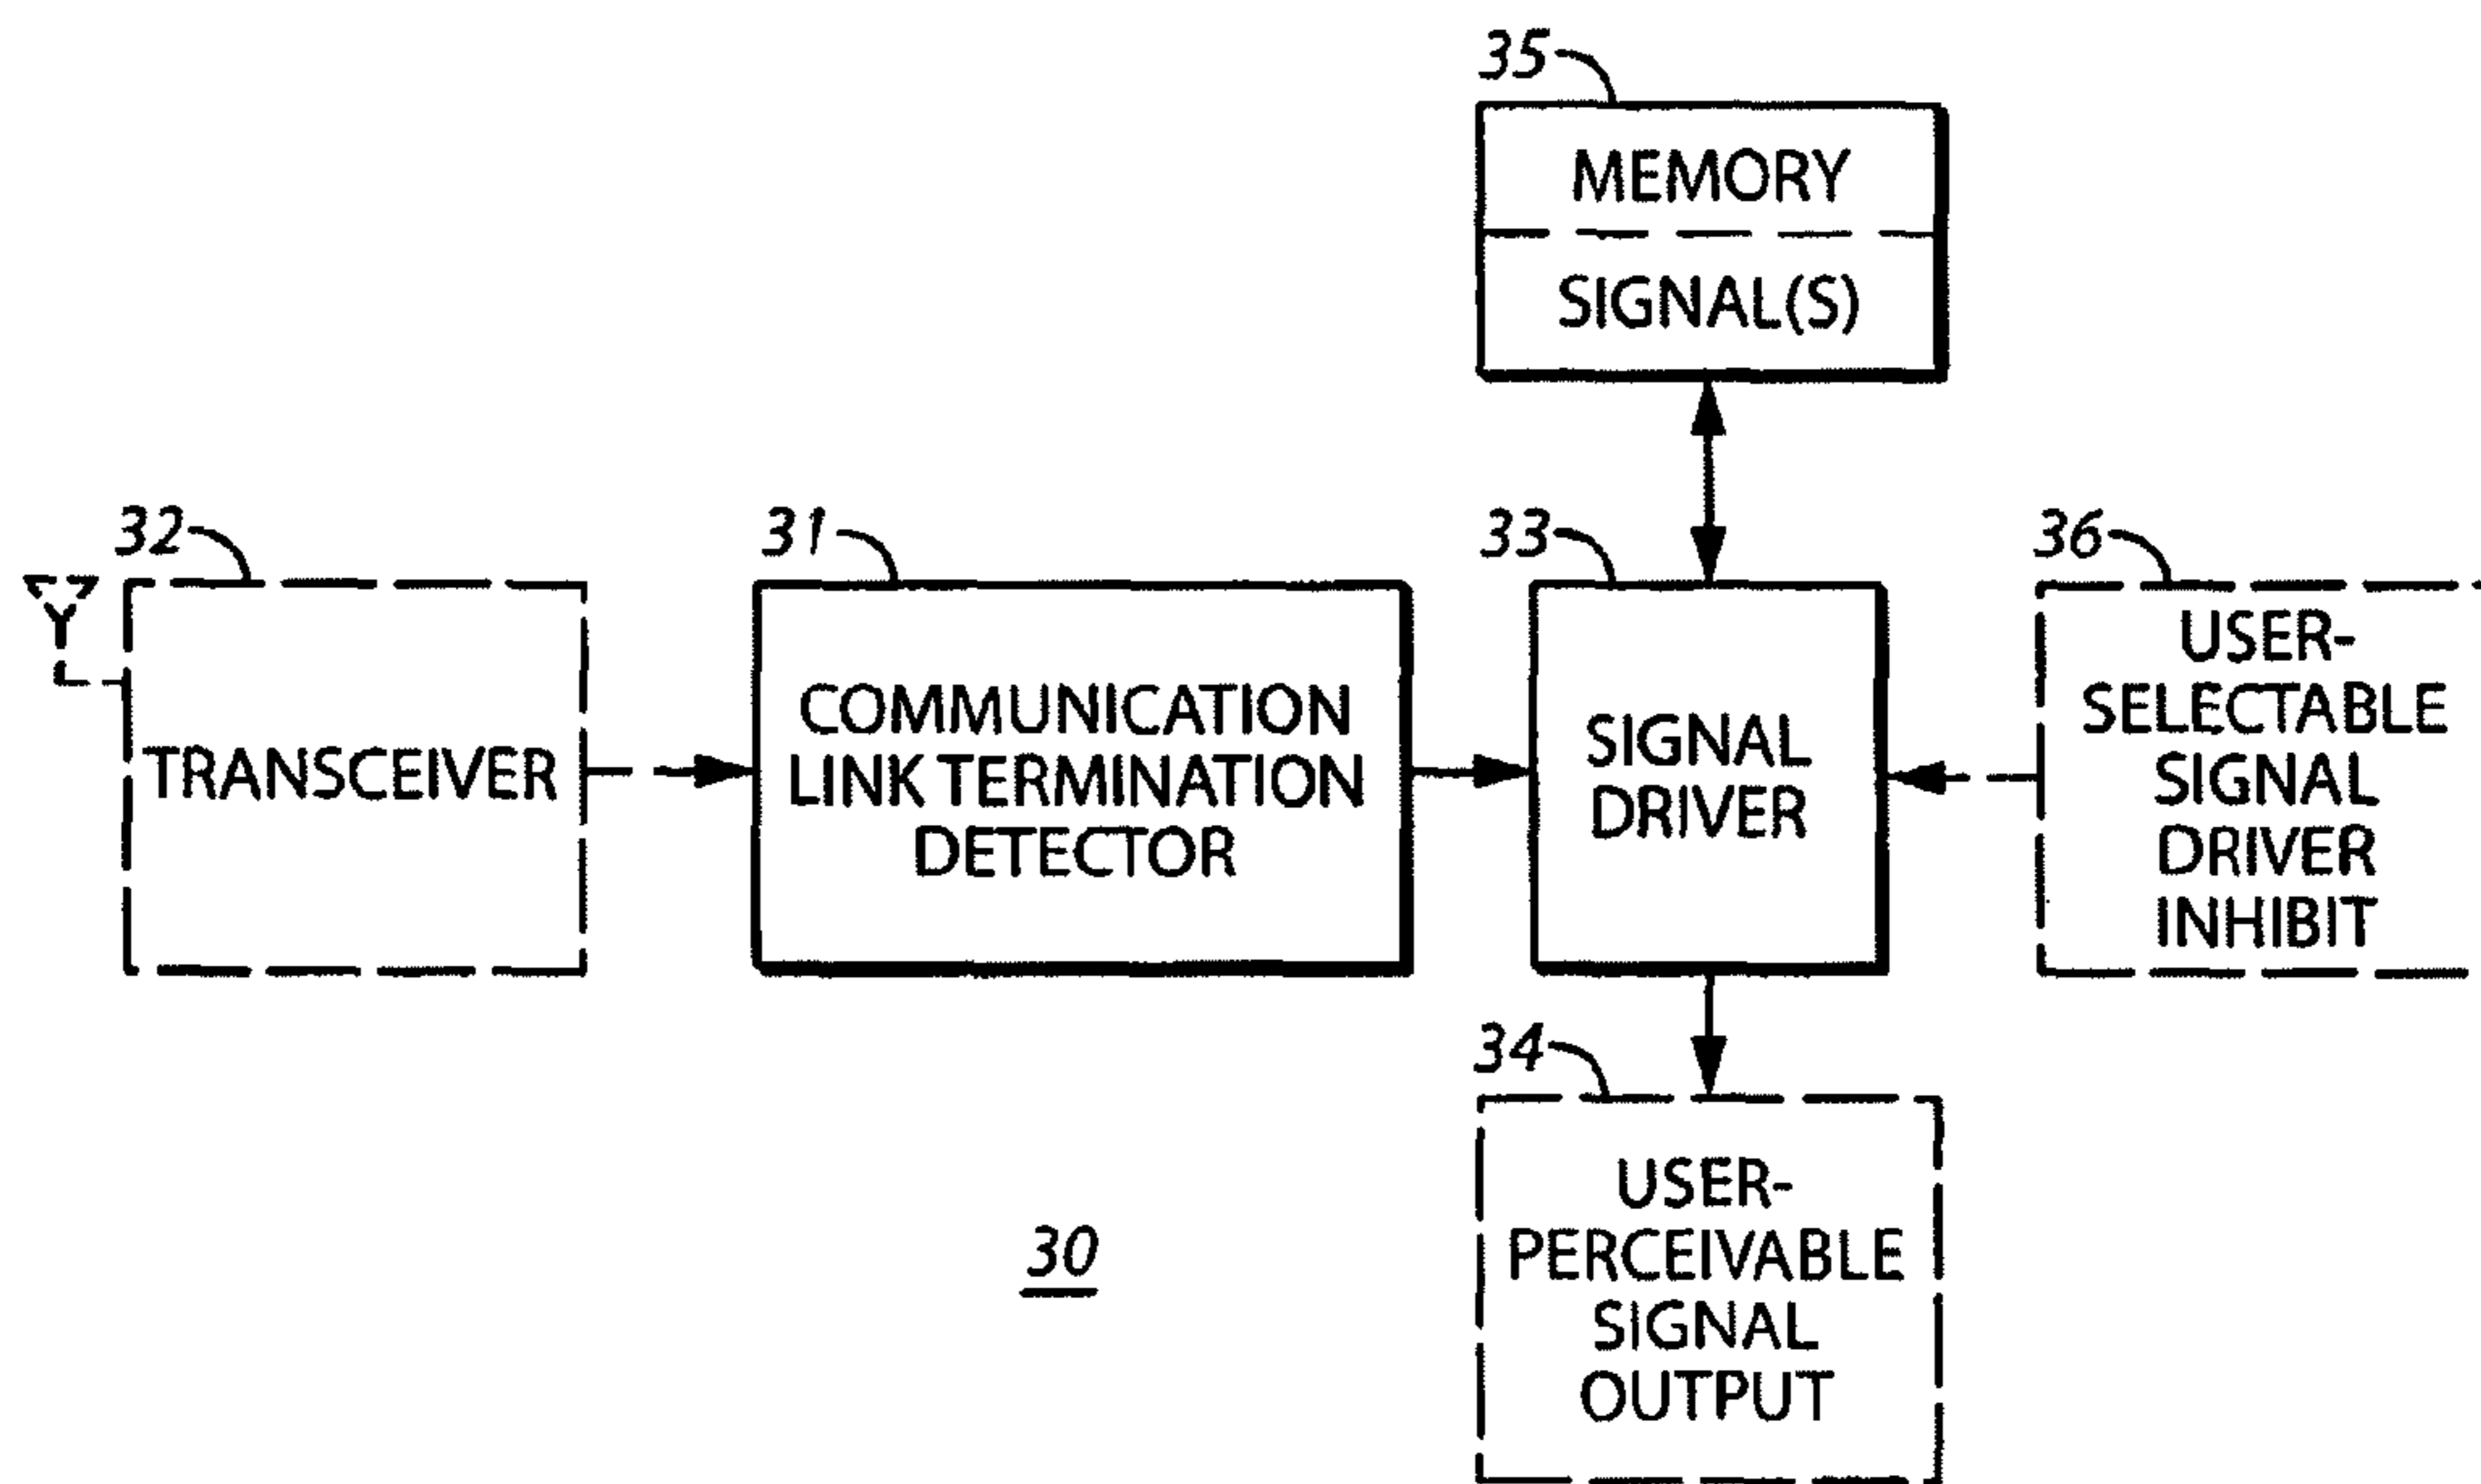 35
MEMORY
SIGNAL(S)
32
TRANSCEIVER
31
COMMUNICATION
LINK TERMINATION
DETECTOR
33
SIGNAL
DRIVER
36
USER-
SELECTABLE
SIGNAL
DRIVER
INHIBIT
34
USER-
PERCEIVABLE
SIGNAL
OUTPUT
30